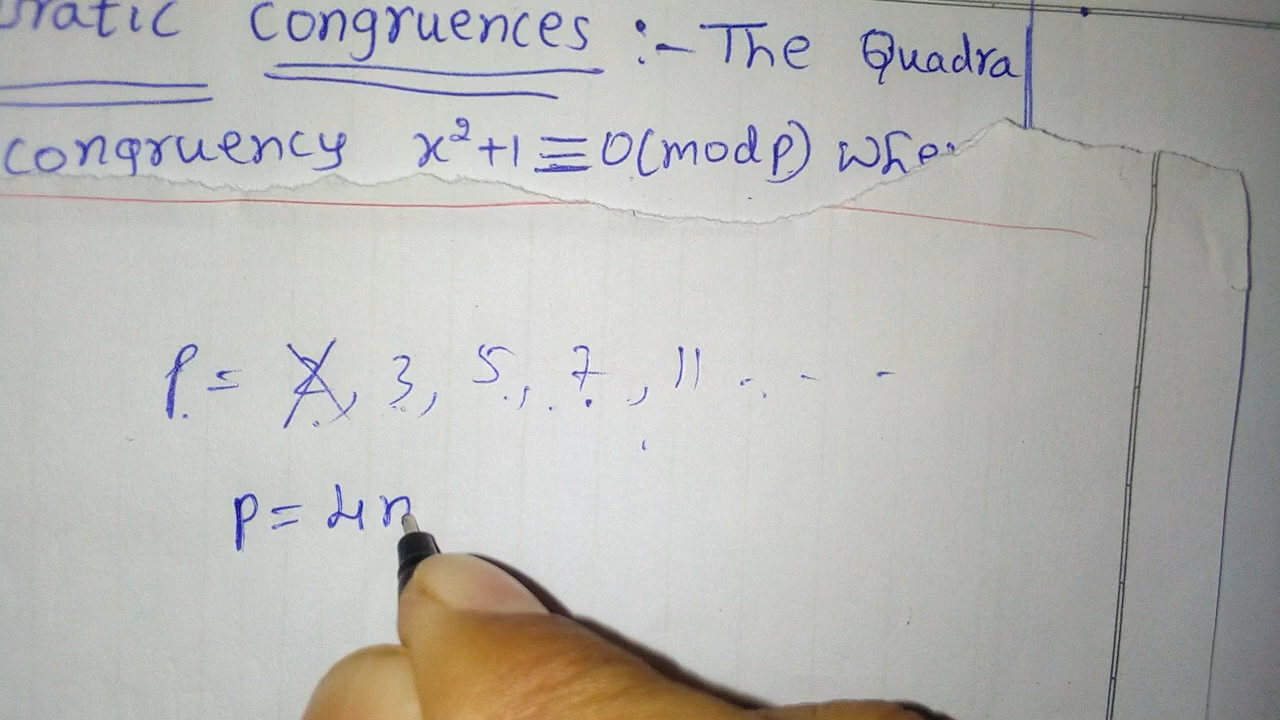 ratic congruences :- The Quadra
congruency x²+1≡0(mod p) whe
p = 2, 3, 5, 7, 11 . - -
p = 4n